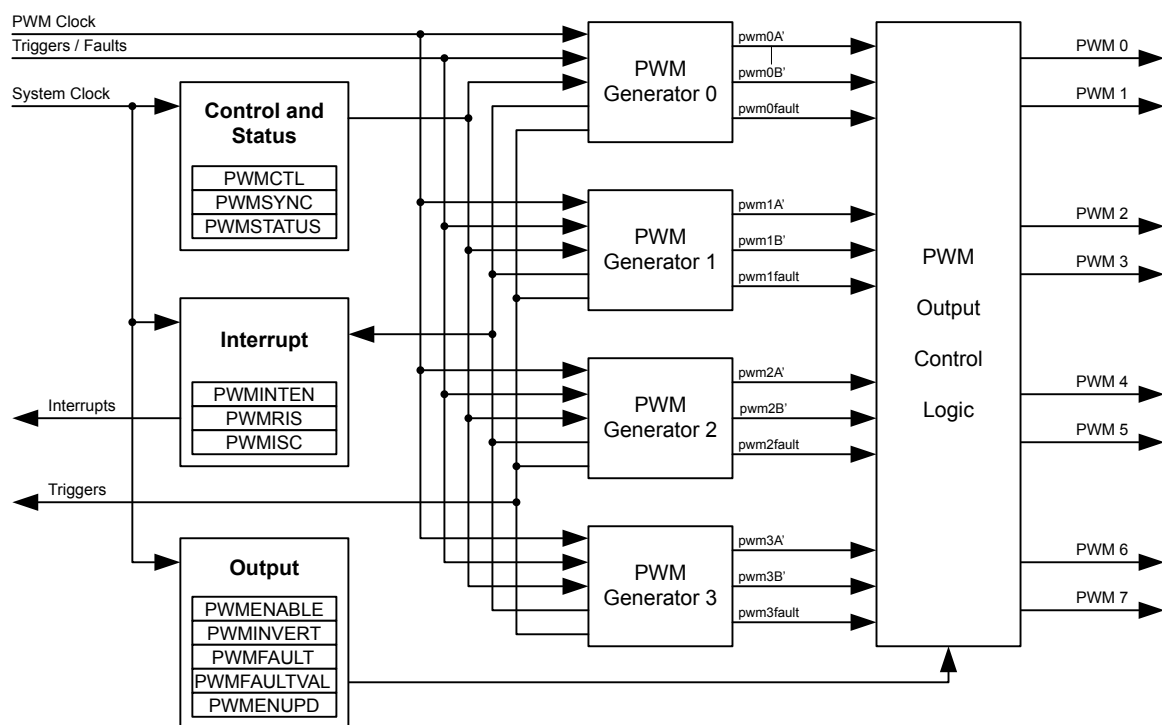 PWM Clock
Triggers / Faults
System Clock
Control and
Status
PWMCTL
PWMSYNC
PWMSTATUS
Interrupt
PWMINTEN
PWMRIS
PWMISC
Interrupts
Triggers
Output
PWMENABLE
PWMINVERT
PWMFAULT
PWMFAULTVAL
PWMENUPD
PWM
Generator 0
pwm0A'
pwm0B'
pwm0fault
PWM
Generator 1
pwm1A'
pwm1B'
pwm1fault
PWM
Generator 2
pwm2A'
pwm2B'
pwm2fault
PWM
Generator 3
pwm3A'
pwm3B'
pwm3fault
PWM
Output
Control
Logic
PWM 0
PWM 1
PWM 2
PWM 3
PWM 4
PWM 5
PWM 6
PWM 7